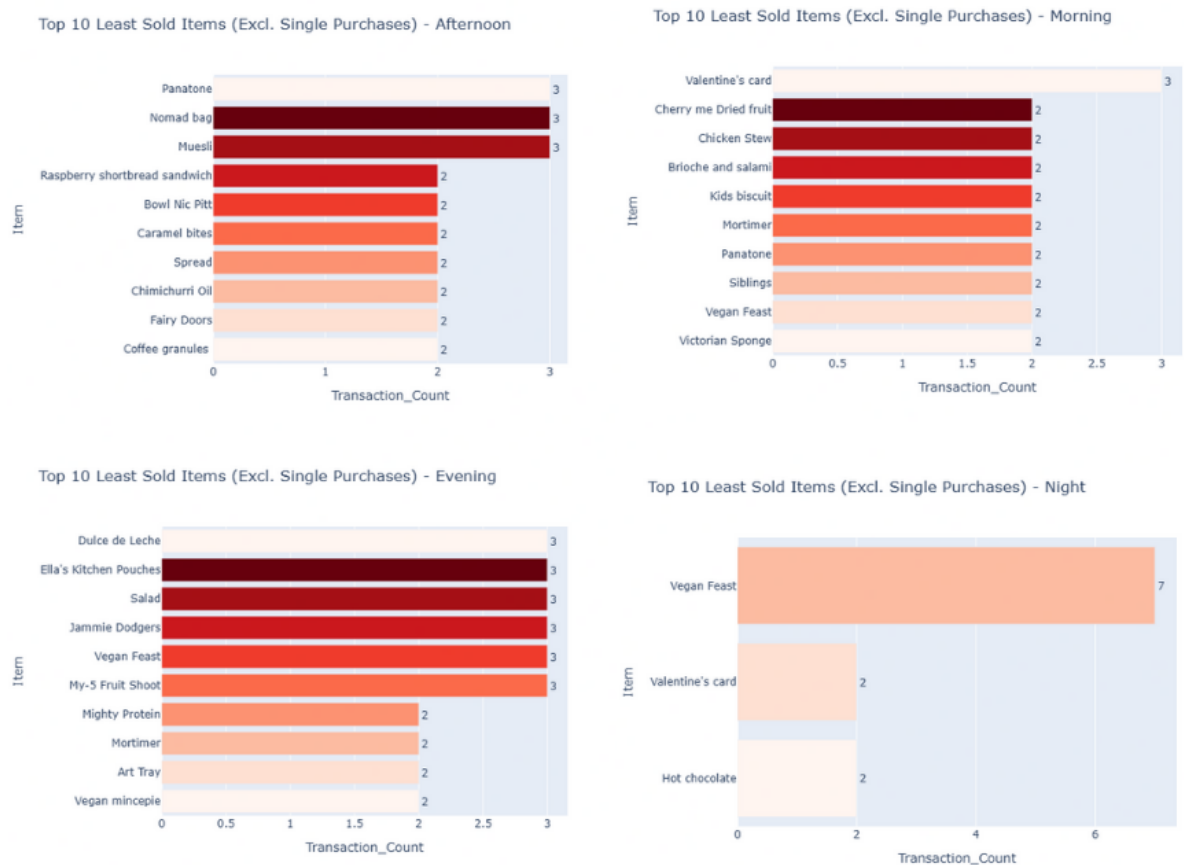 Top 10 Least Sold Items (Excl. Single Purchases) - Afternoon
Item
Panatone 3
Nomad bag 3
Muesli 3
Raspberry shortbread sandwich 2
Bowl Nic Pitt 2
Caramel bites 2
Spread 2
Chimichurri Oil 2
Fairy Doors 2
Coffee granules 2
0 1 2 3
Transaction_Count
Top 10 Least Sold Items (Excl. Single Purchases) - Morning
Item
Valentine's card 3
Cherry me Dried fruit 2
Chicken Stew 2
Brioche and salami 2
Kids biscuit 2
Mortimer 2
Panatone 2
Siblings 2
Vegan Feast 2
Victorian Sponge 2
0 0.5 1 1.5 2 2.5 3
Transaction_Count
Top 10 Least Sold Items (Excl. Single Purchases) - Evening
Item
Dulce de Leche 3
Ella's Kitchen Pouches 3
Salad 3
Jammie Dodgers 3
Vegan Feast 3
My-5 Fruit Shoot 3
Mighty Protein 2
Mortimer 2
Art Tray 2
Vegan mincepie 2
0 0.5 1 1.5 2 2.5 3
Transaction_Count
Top 10 Least Sold Items (Excl. Single Purchases) - Night
Item
Vegan Feast 7
Valentine's card 2
Hot chocolate 2
0 2 4 6
Transaction_Count